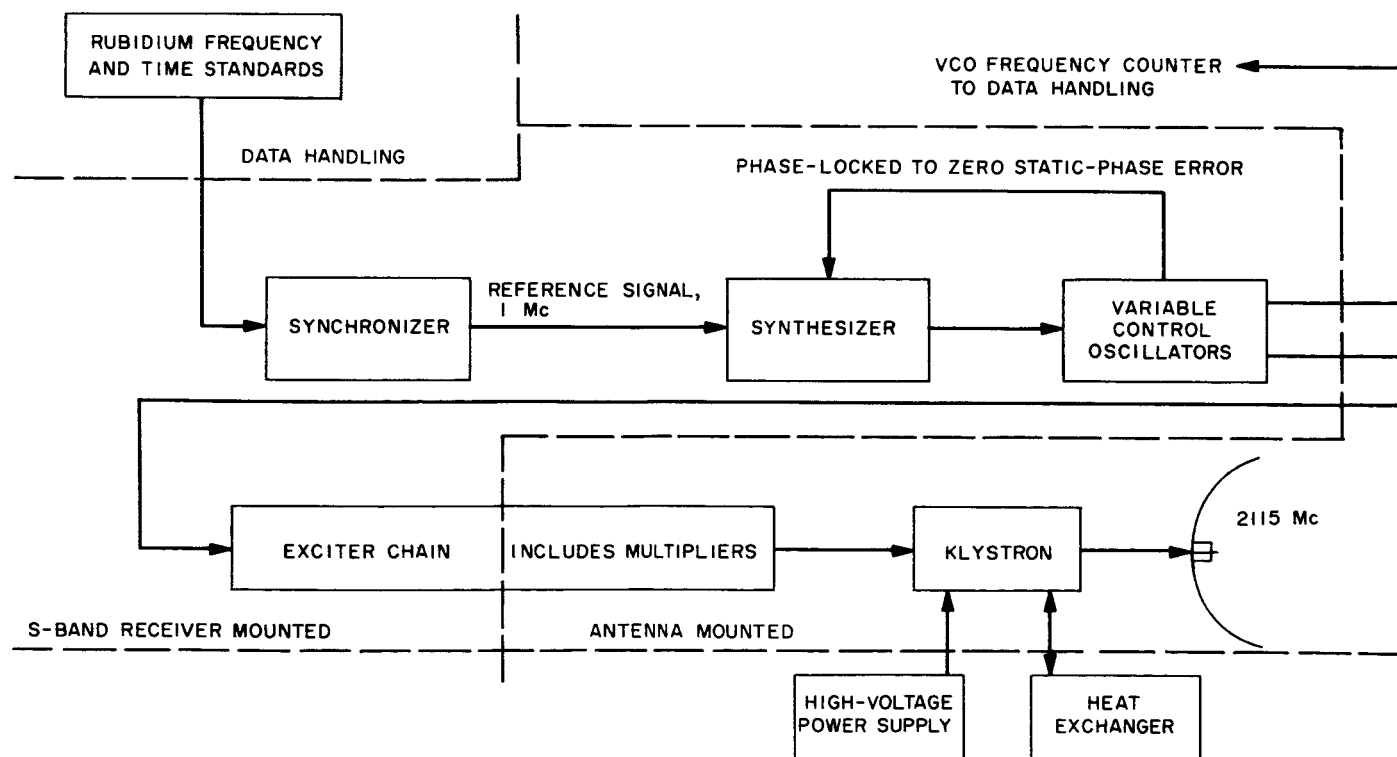 RUBIDIUM FREQUENCY
AND TIME STANDARDS
VCO FREQUENCY COUNTER
TO DATA HANDLING
DATA HANDLING
PHASE-LOCKED TO ZERO STATIC-PHASE ERROR
SYNCHRONIZER
REFERENCE SIGNAL,
1 Mc
SYNTHESIZER
VARIABLE
CONTROL
OSCILLATORS
EXCITER CHAIN
INCLUDES MULTIPLIERS
KLYSTRON
2115 Mc
S-BAND RECEIVER MOUNTED
ANTENNA MOUNTED
HIGH-VOLTAGE
POWER SUPPLY
HEAT
EXCHANGER